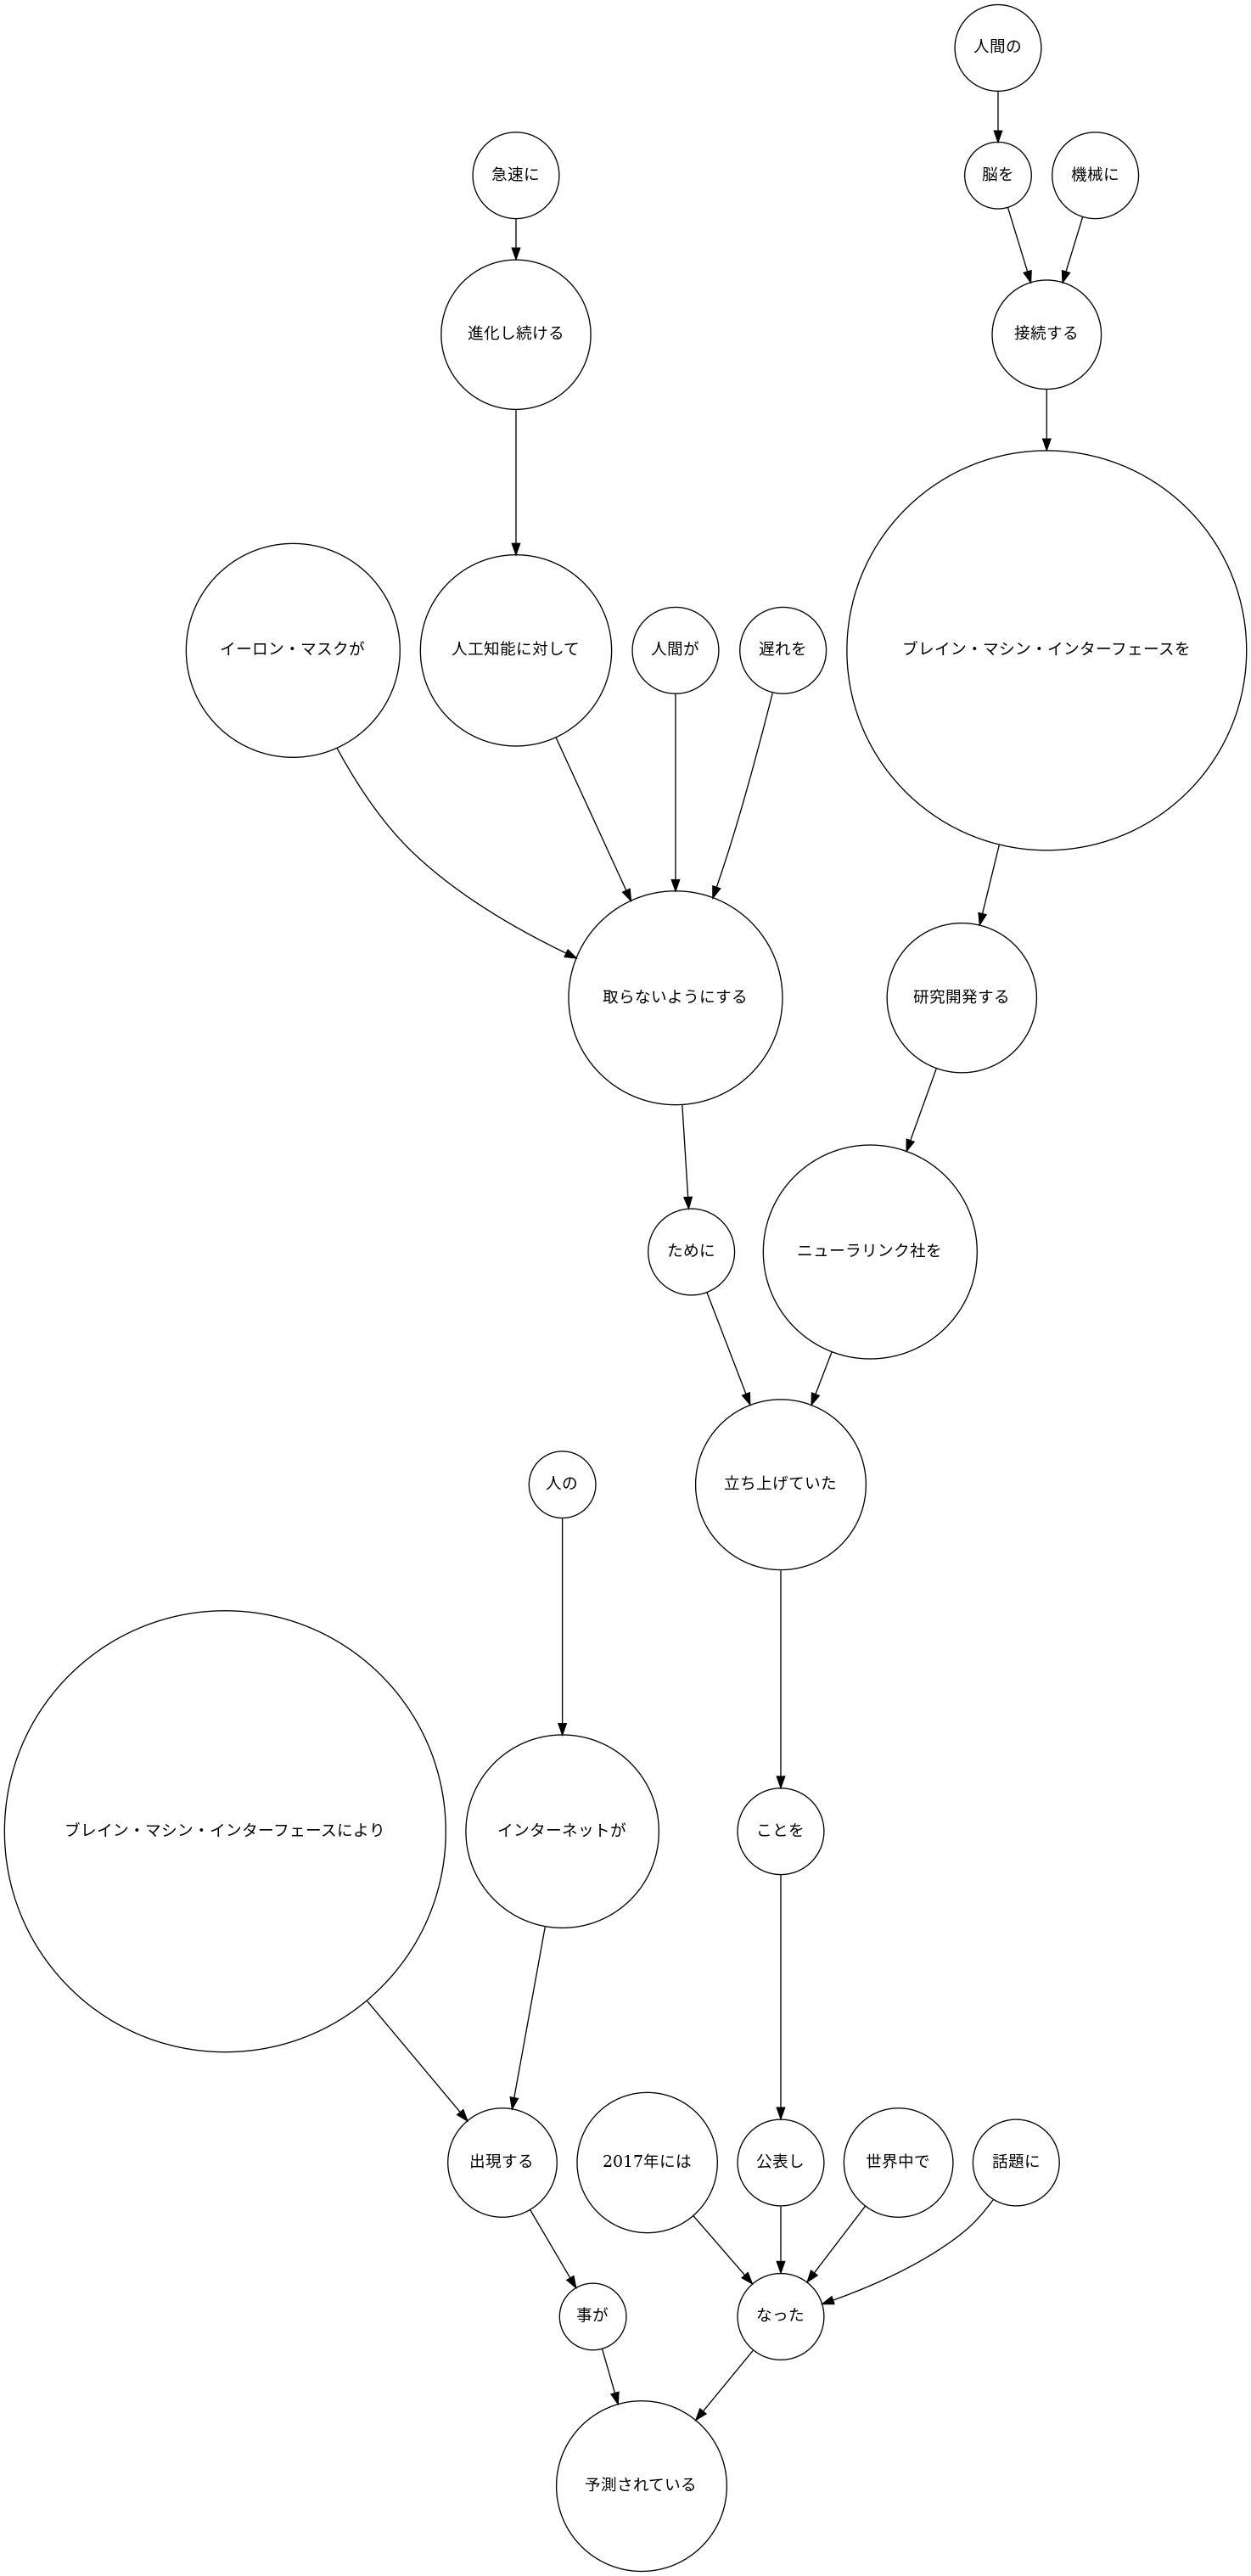 人間の
急速に
脳を
機械に
進化し続ける
接続する
イーロン・マスクが
人工知能に対して
人間が
遅れを
ブレイン・マシン・インターフェースを
取らないようにする
研究開発する
ために
ニューラリンク社を
人の
立ち上げていた
ブレイン・マシン・インターフェースにより
インターネットが
ことを
出現する
2017年には
公表し
世界中で
話題に
事が
なった
予測されている